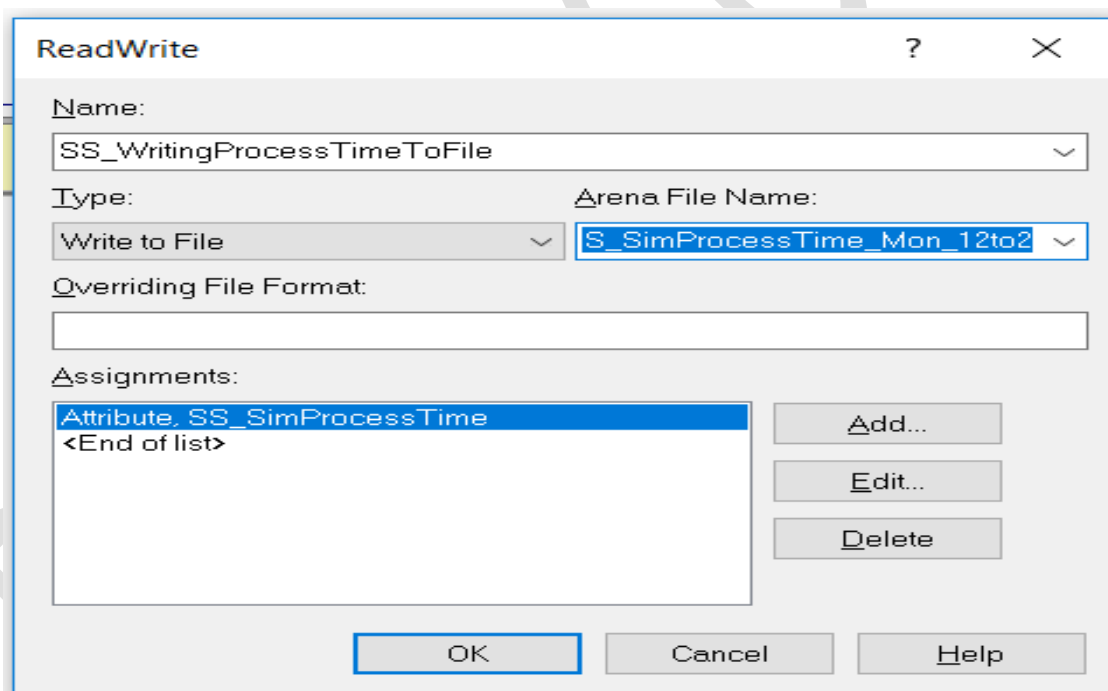 ReadWrite ? ×
Name:
SS_WritingProcessTimeToFile
Type: Arena File Name:
Write to File S_SimProcessTime_Mon_12to2
Overriding File Format:
Assignments:
Attribute, SS_SimProcessTime Add...
<End of list>
Edit...
Delete
OK Cancel Help